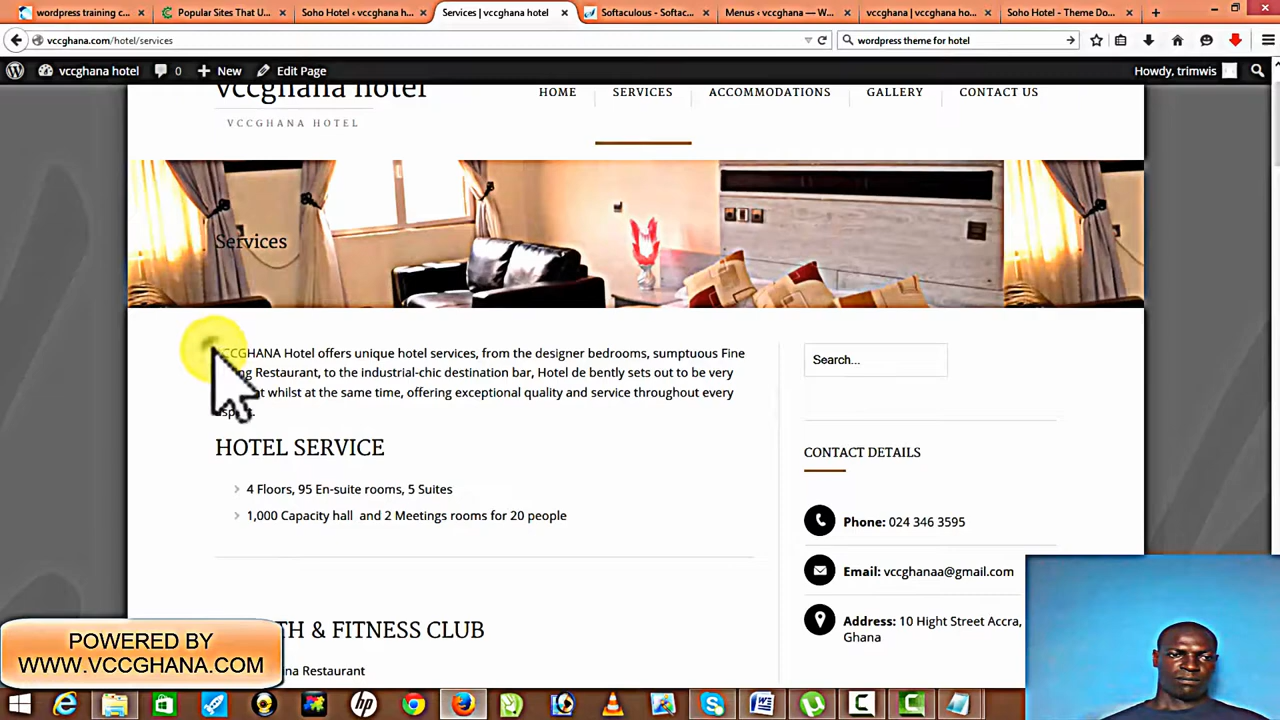 wordpress training c...
Popular Sites That U...
Soho Hotel ‹ vccghana h...
Services | vccghana hotel
Softaculous - Softac...
Menus ‹ vccghana — W...
vccghana | vccghana ho...
Soho Hotel - Theme Do...
vccghana.com/hotel/services
wordpress theme for hotel
vccghana hotel
0
New
Edit Page
Howdy, trimwis
vccghana hotel
VCCGHANA HOTEL
HOME
SERVICES
ACCOMMODATIONS
GALLERY
CONTACT US
Services
CCGHANA Hotel offers unique hotel services, from the designer bedrooms, sumptuous Fine
Restaurant, to the industrial-chic destination bar, Hotel de bently sets out to be very
whilst at the same time, offering exceptional quality and service throughout every
HOTEL SERVICE
4 Floors, 95 En-suite rooms, 5 Suites
1,000 Capacity hall and 2 Meetings rooms for 20 people
TH & FITNESS CLUB
na Restaurant
Search...
CONTACT DETAILS
Phone: 024 346 3595
Email: vccghanaa@gmail.com
Address: 10 Hight Street Accra,
Ghana
POWERED BY
WWW.VCCGHANA.COM